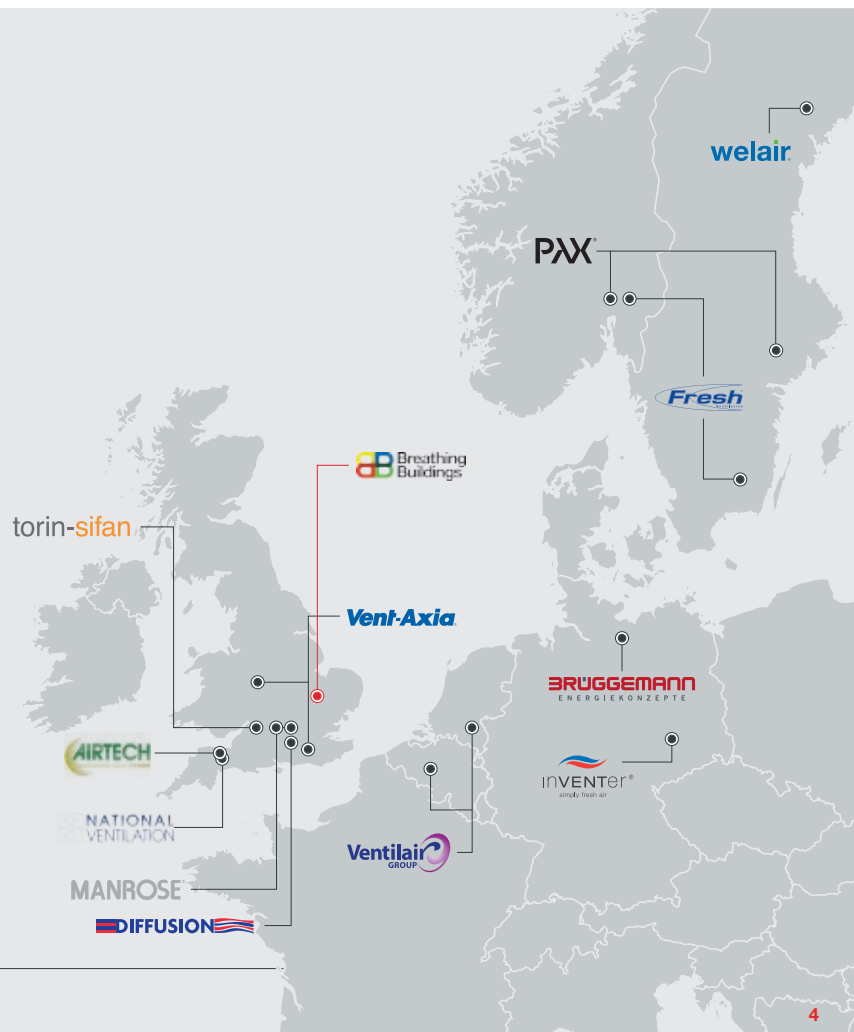 welair
PAX
Fresh
Breathing
Buildings
torin-sifan
Vent-Axia
BRÜGGEMANN
ENERGIEKONZEPTE
AIRTECH
inVENTer®
simply fresh air
NATIONAL
VENTILATION
Ventilair
GROUP
MANROSE
DIFFUSION
4